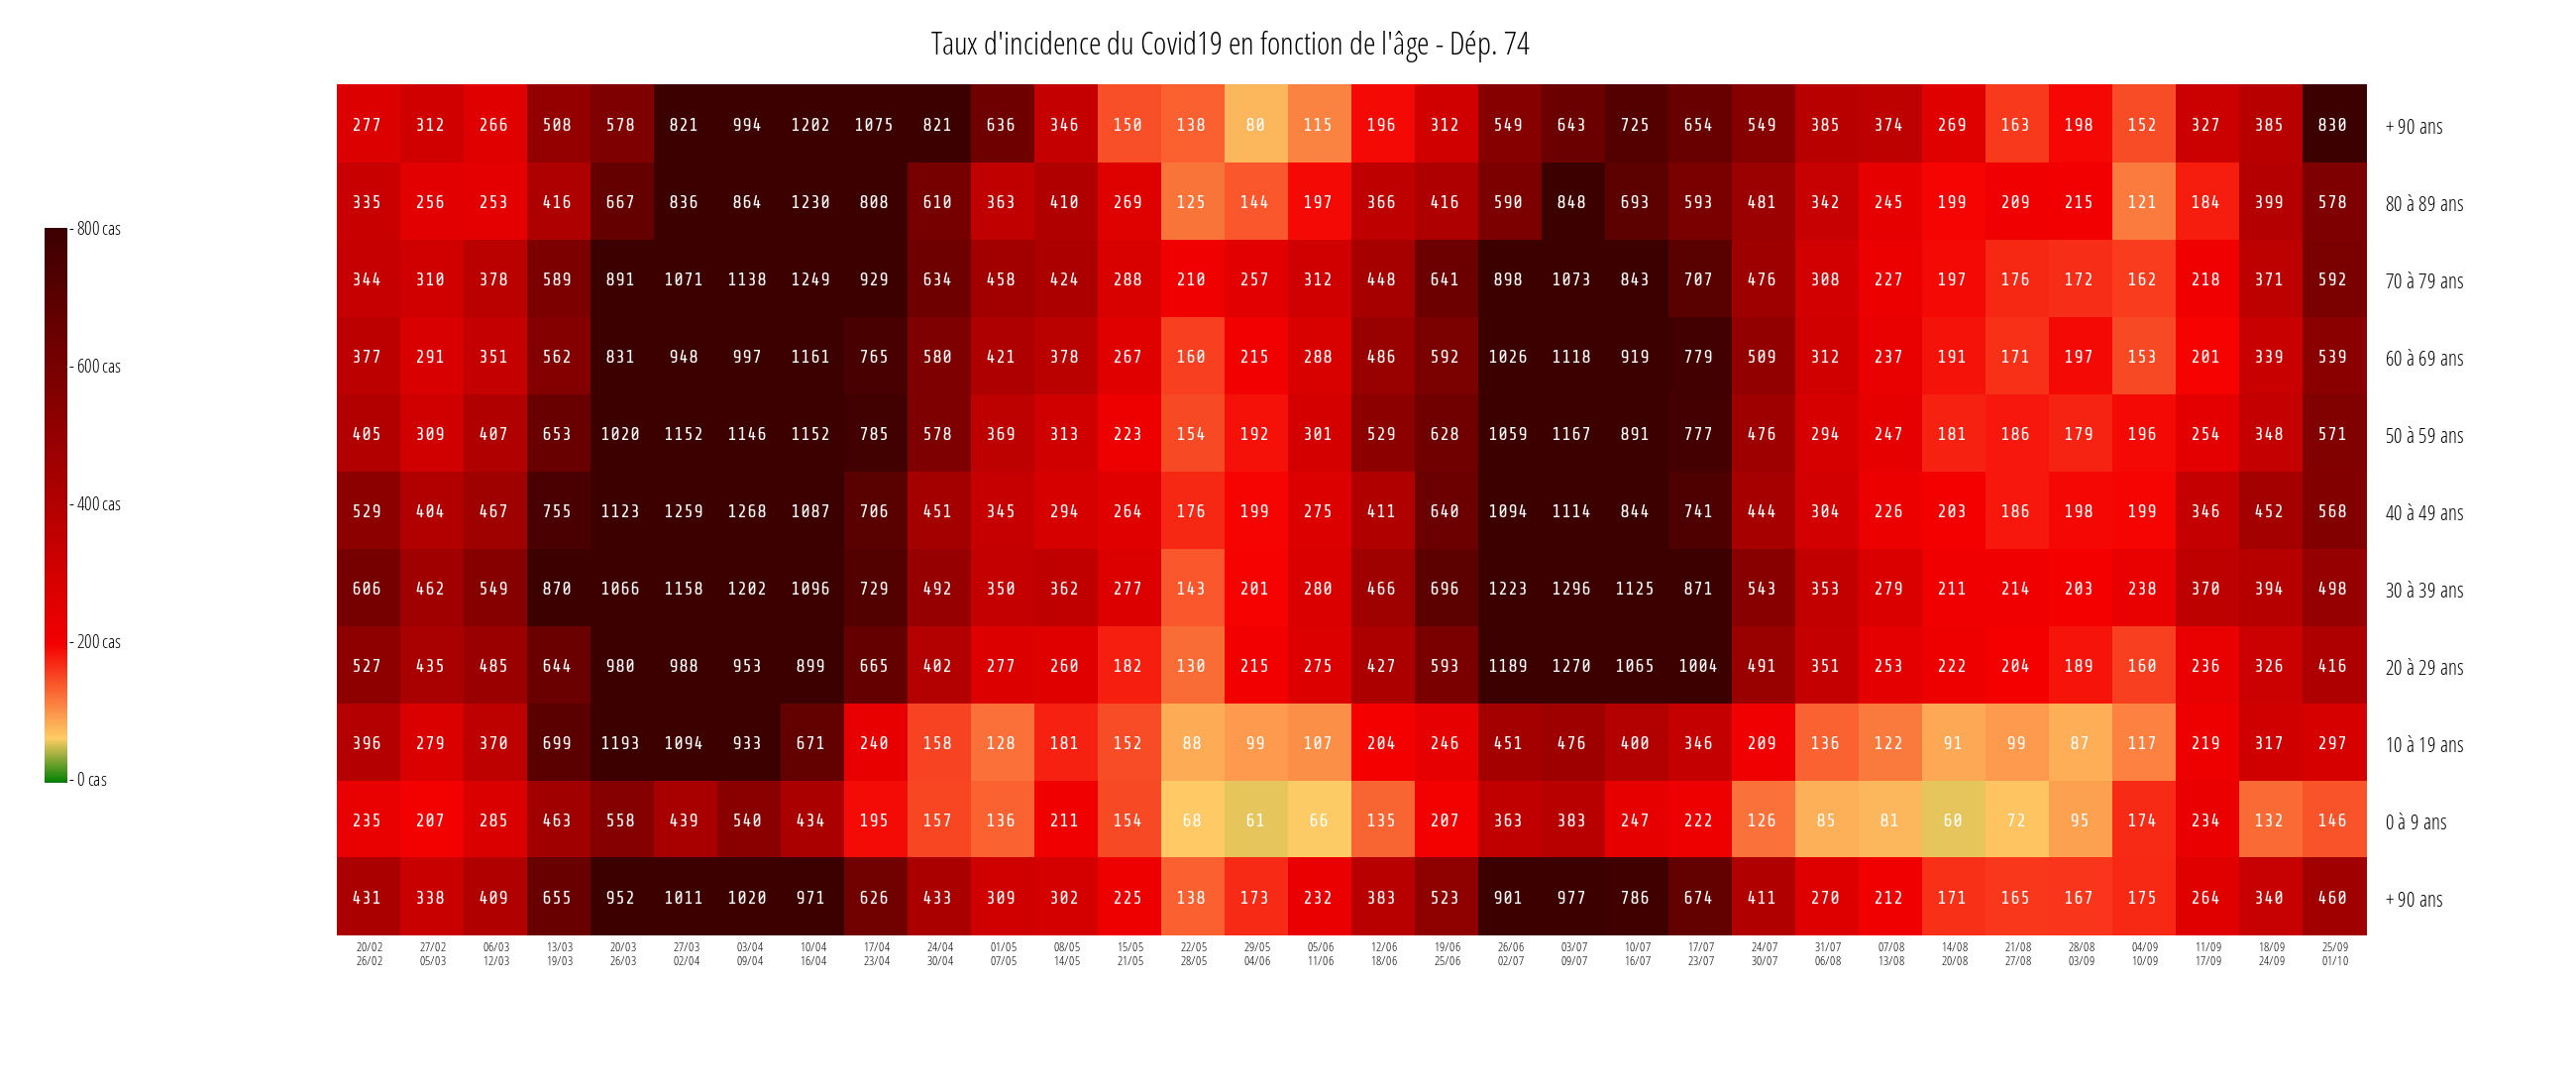 Taux d'incidence du Covid19 en fonction de l'âge - Dép. 74
- 800 cas
- 600 cas
- 400 cas
- 200 cas
- 0 cas
277 312 266 508 578 821 994 1202 1075 821 636 346 150 138 80 115 196 312 549 643 725 654 549 385 374 269 163 198 152 327 385 830 + 90 ans
335 256 253 416 667 836 864 1230 808 610 363 410 269 125 144 197 366 416 590 848 693 593 481 342 245 199 209 215 121 184 399 578 80 à 89 ans
344 310 378 589 891 1071 1138 1249 929 634 458 424 288 210 257 312 448 641 898 1073 843 707 476 308 227 197 176 172 162 218 371 592 70 à 79 ans
377 291 351 562 831 948 997 1161 765 580 421 378 267 160 215 288 486 592 1026 1118 919 779 509 312 237 191 171 197 153 201 339 539 60 à 69 ans
405 309 407 653 1020 1152 1146 1152 785 578 369 313 223 154 192 301 529 628 1059 1167 891 777 476 294 247 181 186 179 196 254 348 571 50 à 59 ans
529 404 467 755 1123 1259 1268 1087 706 451 345 294 264 176 199 275 411 640 1094 1114 844 741 444 304 226 203 186 198 199 346 452 568 40 à 49 ans
606 462 549 870 1066 1158 1202 1096 729 492 350 362 277 143 201 280 466 696 1223 1296 1125 871 543 353 279 211 214 203 238 370 394 498 30 à 39 ans
527 435 485 644 980 988 953 899 665 402 277 260 182 130 215 275 427 593 1189 1270 1065 1004 491 351 253 222 204 189 160 236 326 416 20 à 29 ans
396 279 370 699 1193 1094 933 671 240 158 128 181 152 88 99 107 204 246 451 476 400 346 209 136 122 91 99 87 117 219 317 297 10 à 19 ans
235 207 285 463 558 439 540 434 195 157 136 211 154 68 61 66 135 207 363 383 247 222 126 85 81 60 72 95 174 234 132 146 0 à 9 ans
431 338 409 655 952 1011 1020 971 626 433 309 302 225 138 173 232 383 523 901 977 786 674 411 270 212 171 165 167 175 264 340 460 + 90 ans
20/02 27/02 06/03 13/03 20/03 27/03 03/04 10/04 17/04 24/04 01/05 08/05 15/05 22/05 29/05 05/06 12/06 19/06 26/06 03/07 10/07 17/07 24/07 31/07 07/08 14/08 21/08 28/08 04/09 11/09 18/09 25/09
26/02 05/03 12/03 19/03 26/03 02/04 09/04 16/04 23/04 30/04 07/05 14/05 21/05 28/05 04/06 11/06 18/06 25/06 02/07 09/07 16/07 23/07 30/07 06/08 13/08 20/08 27/08 03/09 10/09 17/09 24/09 01/10